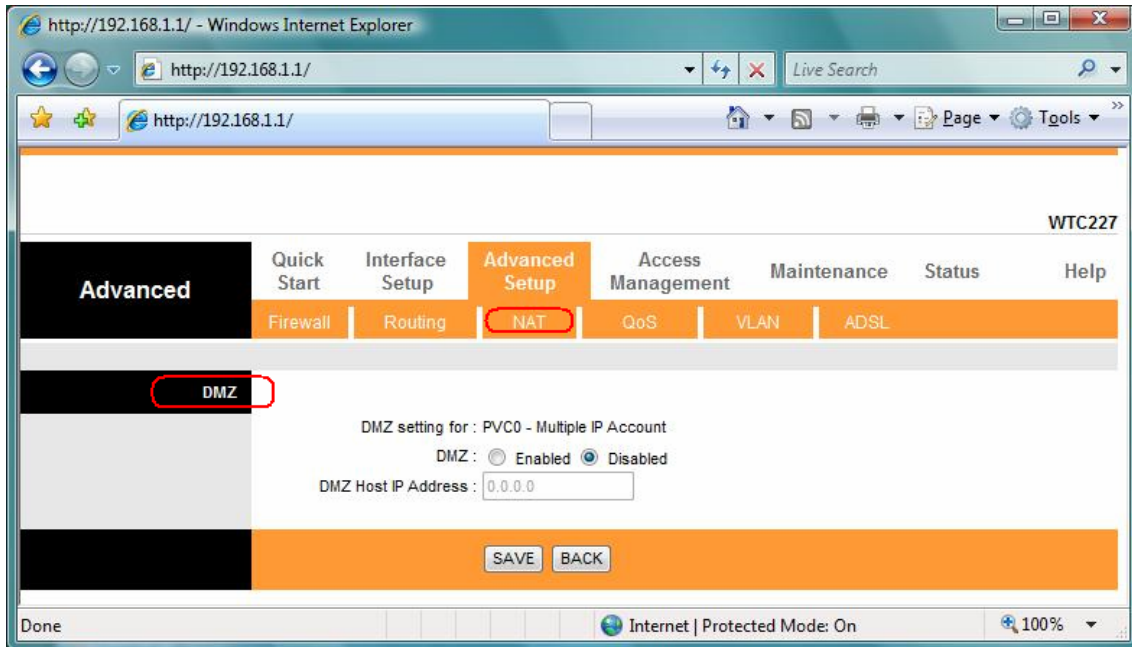 http://192.168.1.1/ - Windows Internet Explorer
http://192.168.1.1/ Live Search
http://192.168.1.1/ Page Tools
WTC227
Advanced
Quick Start Interface Setup Advanced Setup Access Management Maintenance Status Help
Firewall Routing NAT QoS VLAN ADSL
DMZ
DMZ setting for : PVC0 - Multiple IP Account
DMZ : Enabled Disabled
DMZ Host IP Address : 0.0.0.0
SAVE BACK
Done Internet | Protected Mode: On 100%